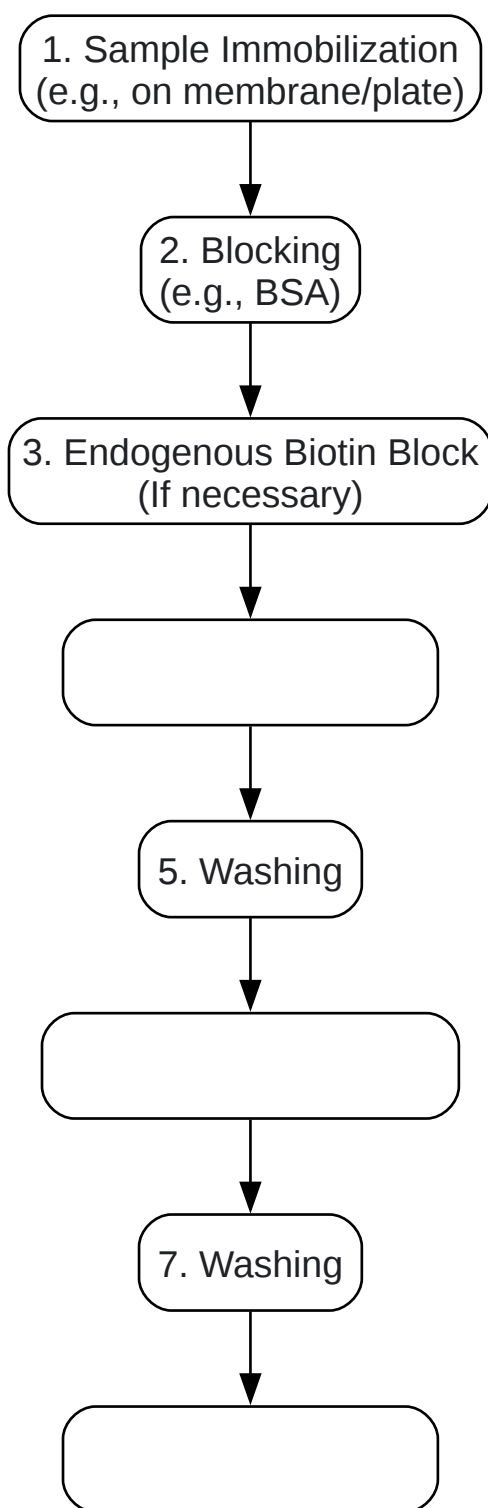 1. Sample Immobilization
(e.g., on membrane/plate)
2. Blocking
(e.g., BSA)
3. Endogenous Biotin Block
(If necessary)
5. Washing
7. Washing